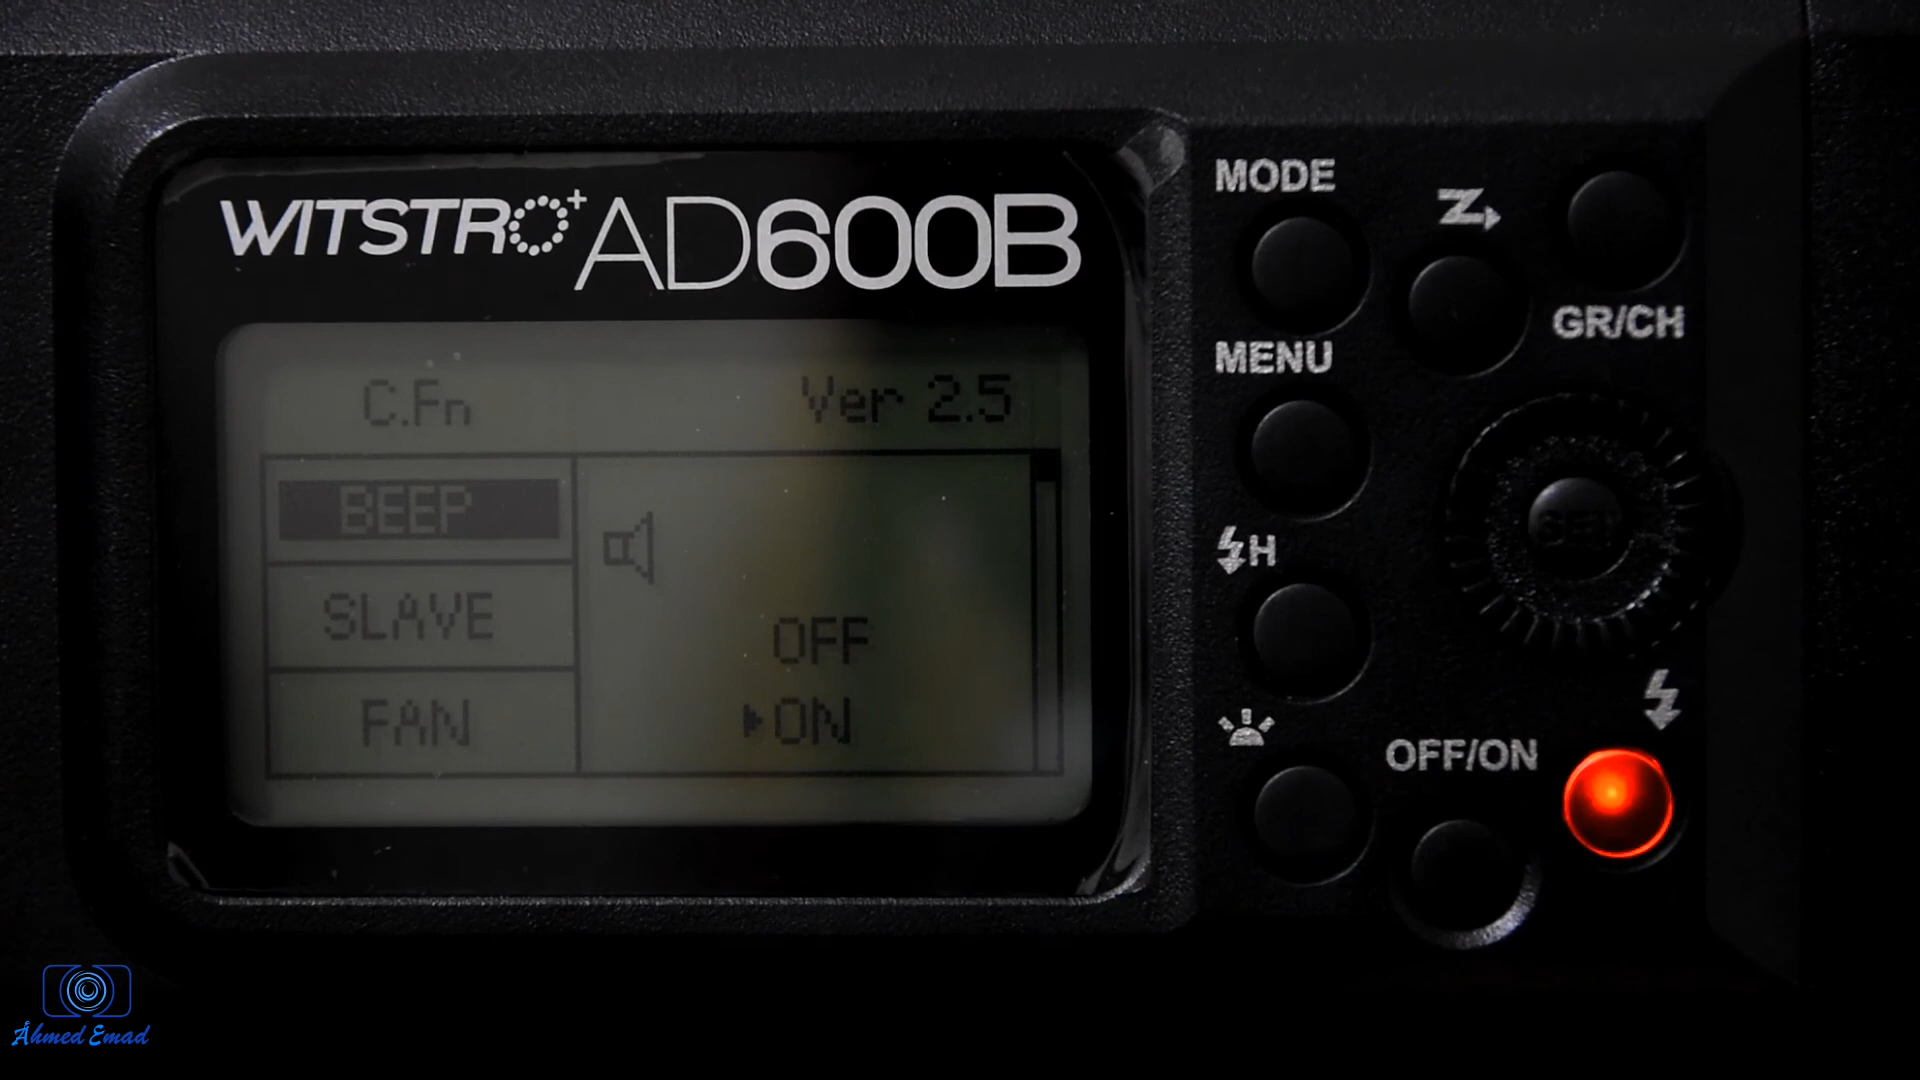 WITSTRO+ AD600B
C.Fn Ver 2.5
BEEP
SLAVE
FAN
OFF
ON
MODE
GR/CH
MENU
H
SET
OFF/ON
Ahmed Emad